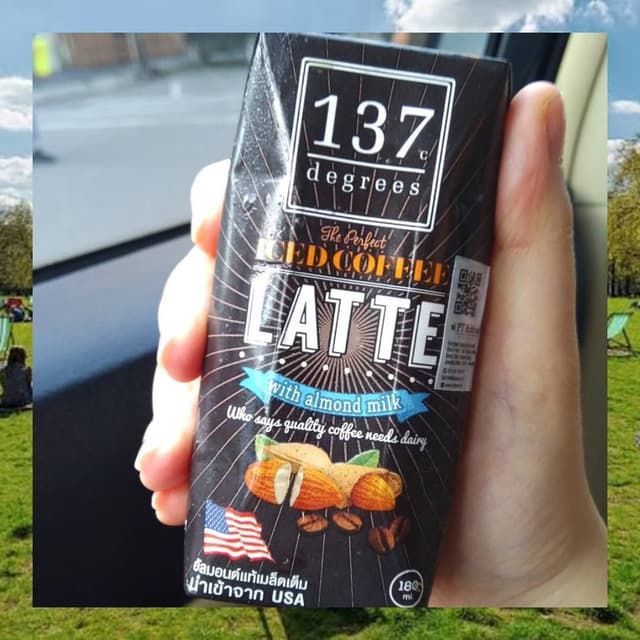 137
c
degrees
The Perfect
ICED COFFEE
LATTE
with almond milk
Who says quality coffee needs dairy
อัลมอนด์แท้เมล็ดเต็ม
นำเข้าจาก USA
180
ml